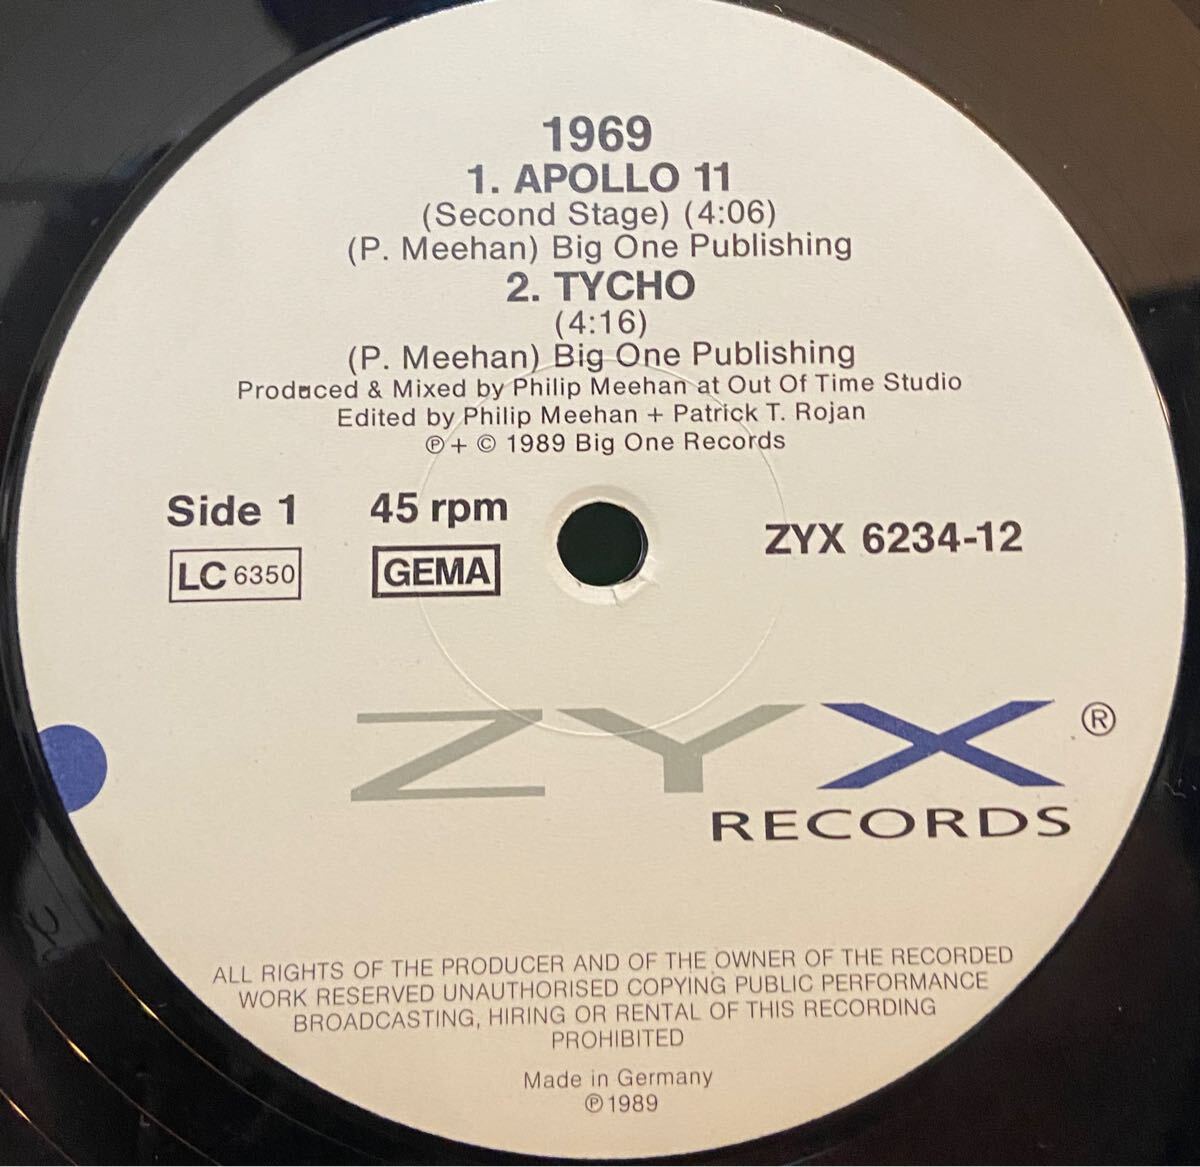 1969
1. APOLLO 11
(Second Stage) (4:06)
(P. Meehan) Big One Publishing
2. TYCHO
(4:16)
(P. Meehan) Big One Publishing
Produced & Mixed by Philip Meehan at Out Of Time Studio
Edited by Philip Meehan + Patrick T. Rojan
℗ + © 1989 Big One Records
Side 1 45 rpm
LC 6350 GEMA ZYX 6234-12
ZYX ®
RECORDS
ALL RIGHTS OF THE PRODUCER AND OF THE OWNER OF THE RECORDED
WORK RESERVED UNAUTHORISED COPYING PUBLIC PERFORMANCE
BROADCASTING, HIRING OR RENTAL OF THIS RECORDING
PROHIBITED
Made in Germany
℗ 1989